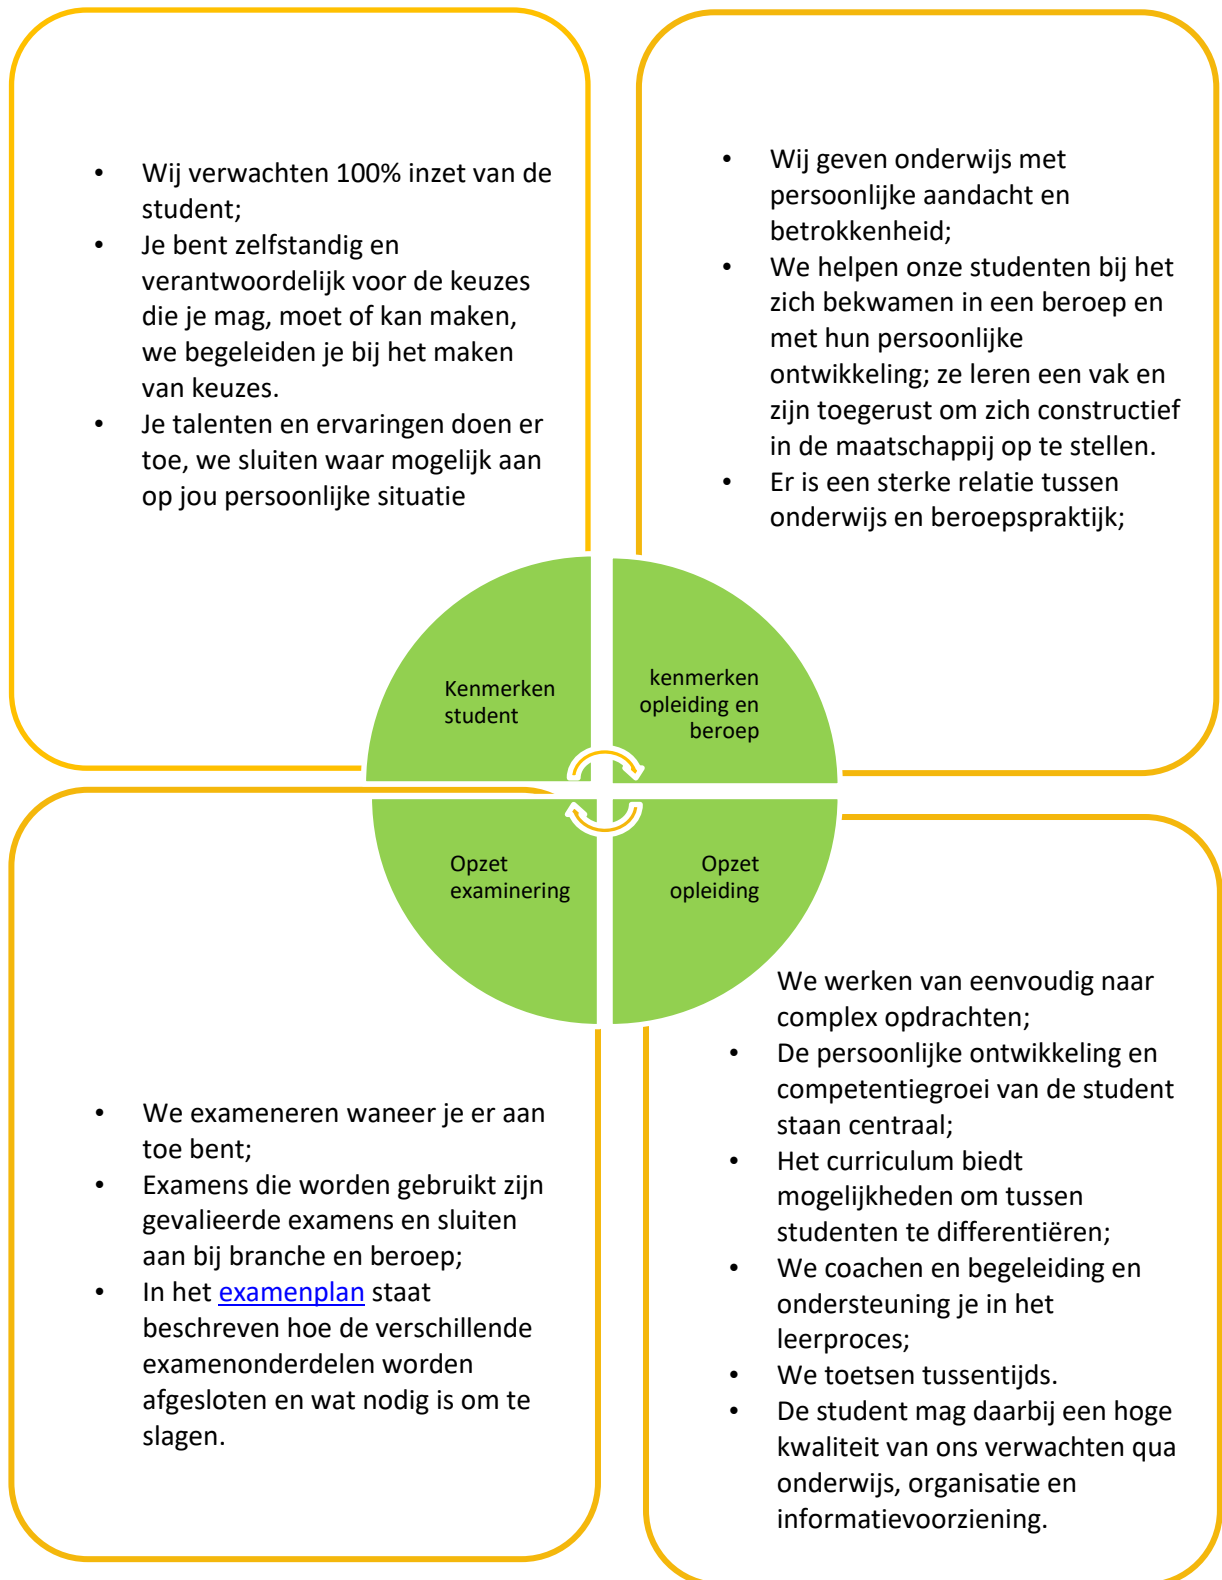 • Wij verwachten 100% inzet van de
student;
• Je bent zelfstandig en
verantwoordelijk voor de keuzes
die je mag, moet of kan maken,
we begeleiden je bij het maken
van keuzes.
• Je talenten en ervaringen doen er
toe, we sluiten waar mogelijk aan
op jou persoonlijke situatie
• Wij geven onderwijs met
persoonlijke aandacht en
betrokkenheid;
• We helpen onze studenten bij het
zich bekwamen in een beroep en
met hun persoonlijke
ontwikkeling; ze leren een vak en
zijn toegerust om zich constructief
in de maatschappij op te stellen.
• Er is een sterke relatie tussen
onderwijs en beroepspraktijk;
Kenmerken
student
kenmerken
opleiding en
beroep
Opzet
examinering
Opzet
opleiding
• We exameneren waneer je er aan
toe bent;
• Examens die worden gebruikt zijn
gevalieerde examens en sluiten
aan bij branche en beroep;
• In het examenplan staat
beschreven hoe de verschillende
examenonderdelen worden
afgesloten en wat nodig is om te
slagen.
We werken van eenvoudig naar
complex opdrachten;
• De persoonlijke ontwikkeling en
competentiegroei van de student
staan centraal;
• Het curriculum biedt
mogelijkheden om tussen
studenten te differentiëren;
• We coachen en begeleiding en
ondersteuning je in het
leerproces;
• We toetsen tussentijds.
• De student mag daarbij een hoge
kwaliteit van ons verwachten qua
onderwijs, organisatie en
informatievoorziening.